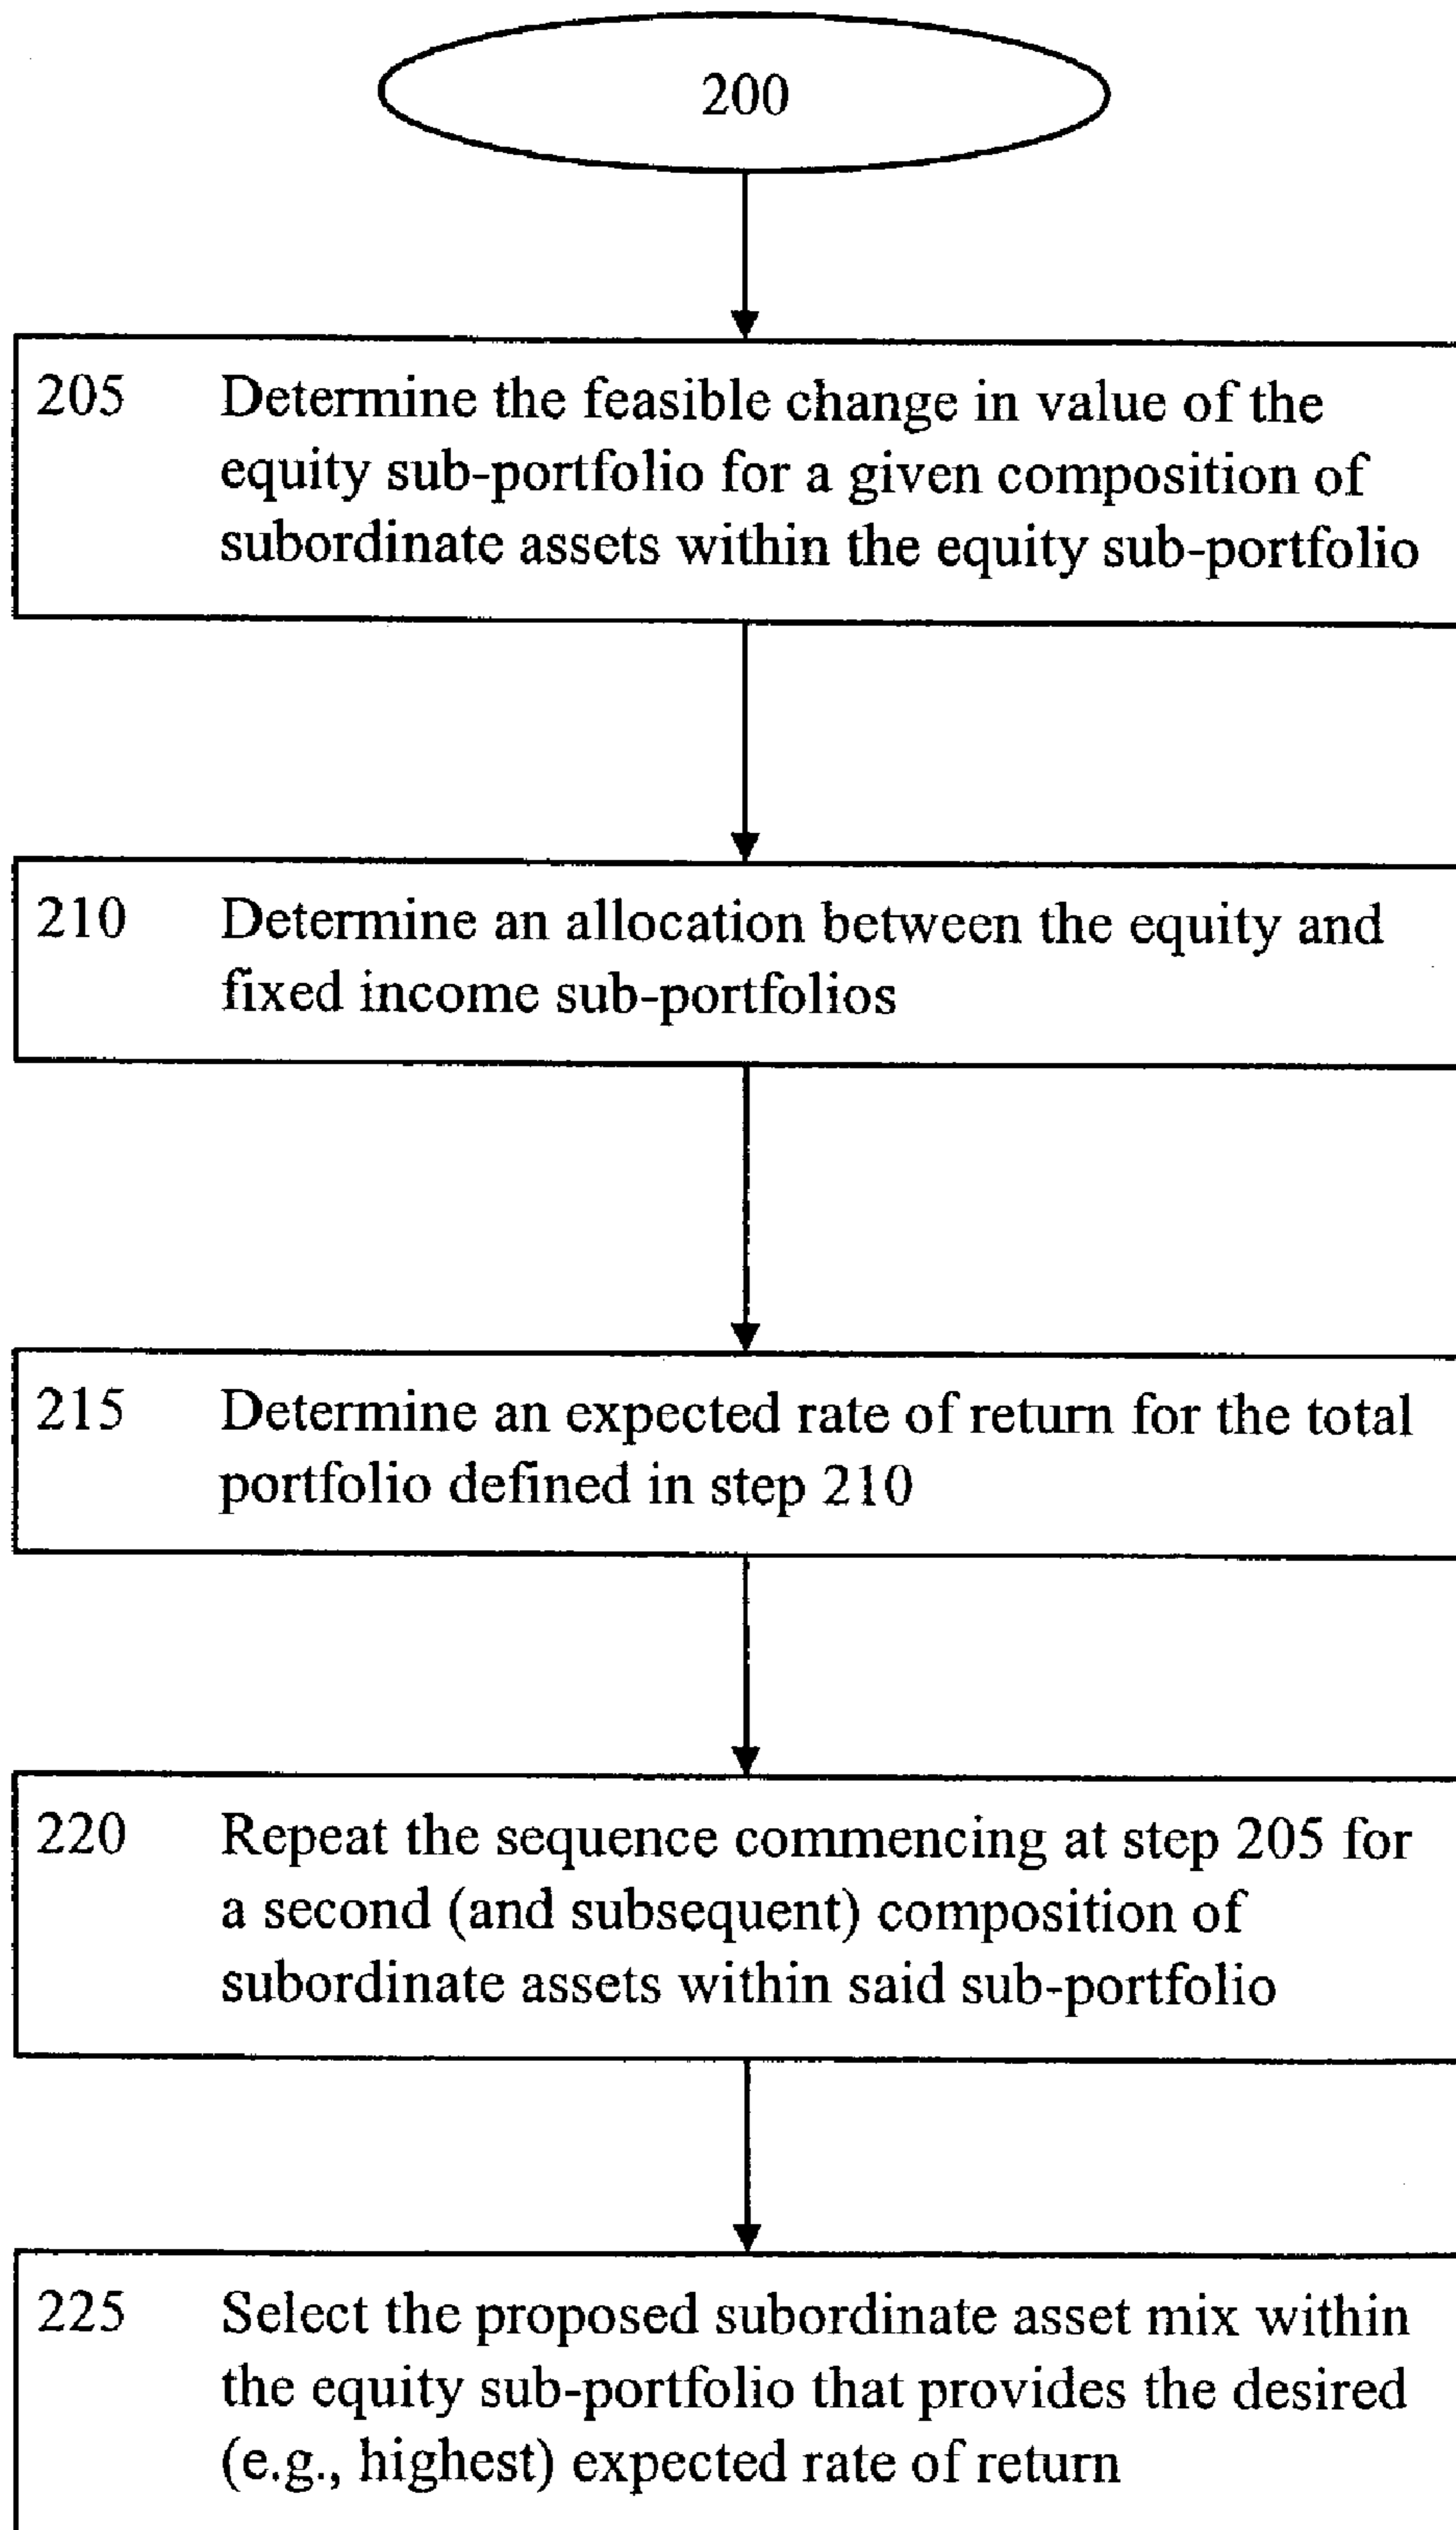 200
205 Determine the feasible change in value of the
equity sub-portfolio for a given composition of
subordinate assets within the equity sub-portfolio
210 Determine an allocation between the equity and
fixed income sub-portfolios
215 Determine an expected rate of return for the total
portfolio defined in step 210
220 Repeat the sequence commencing at step 205 for
a second (and subsequent) composition of
subordinate assets within said sub-portfolio
225 Select the proposed subordinate asset mix within
the equity sub-portfolio that provides the desired
(e.g., highest) expected rate of return